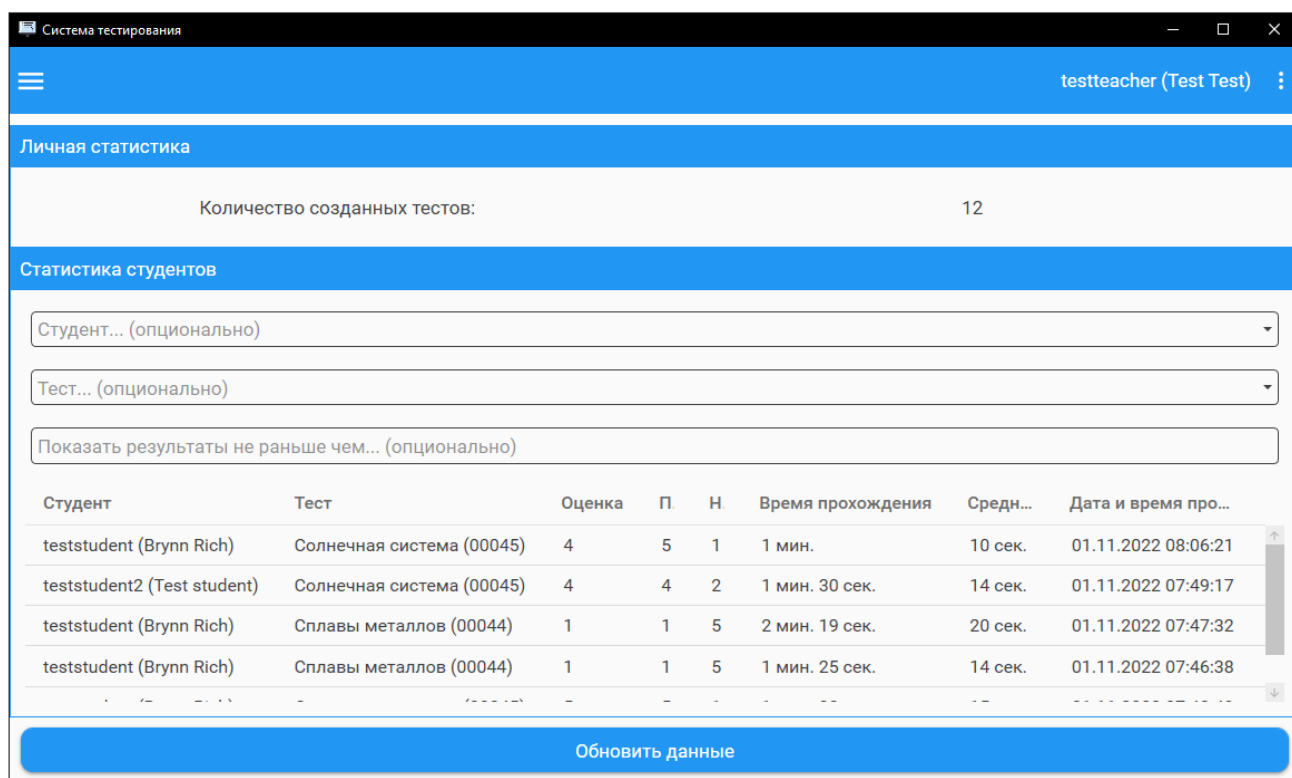 Система тестирования
testteacher (Test Test)
Личная статистика
Количество созданных тестов: 12
Статистика студентов
Студент... (опционально)
Тест... (опционально)
Показать результаты не раньше чем... (опционально)
Студент Тест Оценка П. Н. Время прохождения Средн... Дата и время про...
teststudent (Brynn Rich) Солнечная система (00045) 4 5 1 1 мин. 10 сек. 01.11.2022 08:06:21
teststudent2 (Test student) Солнечная система (00045) 4 4 2 1 мин. 30 сек. 14 сек. 01.11.2022 07:49:17
teststudent (Brynn Rich) Сплавы металлов (00044) 1 1 5 2 мин. 19 сек. 20 сек. 01.11.2022 07:47:32
teststudent (Brynn Rich) Сплавы металлов (00044) 1 1 5 1 мин. 25 сек. 14 сек. 01.11.2022 07:46:38
Обновить данные